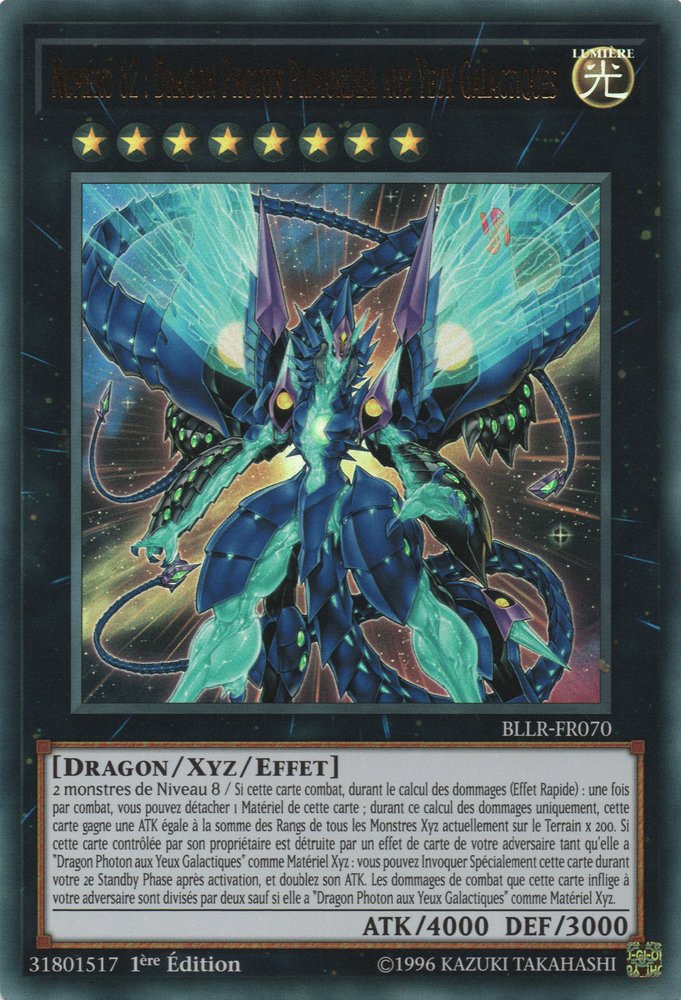 Numéro 62 : Dragon Photon Primordial aux Yeux Galactiques
LUMIÈRE
光
BLLR-FR070
[Dragon/Xyz/Effet]
2 monstres de Niveau 8 / Si cette carte combat, durant le calcul des dommages (Effet Rapide) : une fois
par combat, vous pouvez détacher 1 Matériel de cette carte ; durant ce calcul des dommages uniquement, cette
carte gagne une ATK égale à la somme des Rangs de tous les Monstres Xyz actuellement sur le Terrain x 200. Si
cette carte contrôlée par son propriétaire est détruite par un effet de carte de votre adversaire tant qu'elle a
"Dragon Photon aux Yeux Galactiques" comme Matériel Xyz : vous pouvez Invoquer Spécialement cette carte durant
votre 2e Standby Phase après activation, et doublez son ATK. Les dommages de combat que cette carte inflige à
votre adversaire sont divisés par deux sauf si elle a "Dragon Photon aux Yeux Galactiques" comme Matériel Xyz.
ATK/4000 DEF/3000
31801517 1ère Édition ©1996 KAZUKI TAKAHASHI